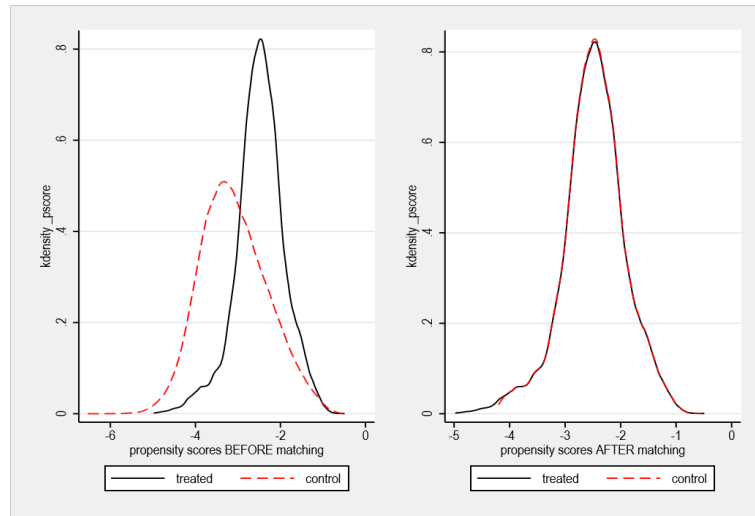 kdensity _pscore
.8
.6
.4
.2
0
-6
-4
-2
0
propensity scores BEFORE matching
treated
control
kdensity _pscore
.8
.6
.4
.2
0
-5
-4
-3
-2
-1
0
propensity scores AFTER matching
treated
control